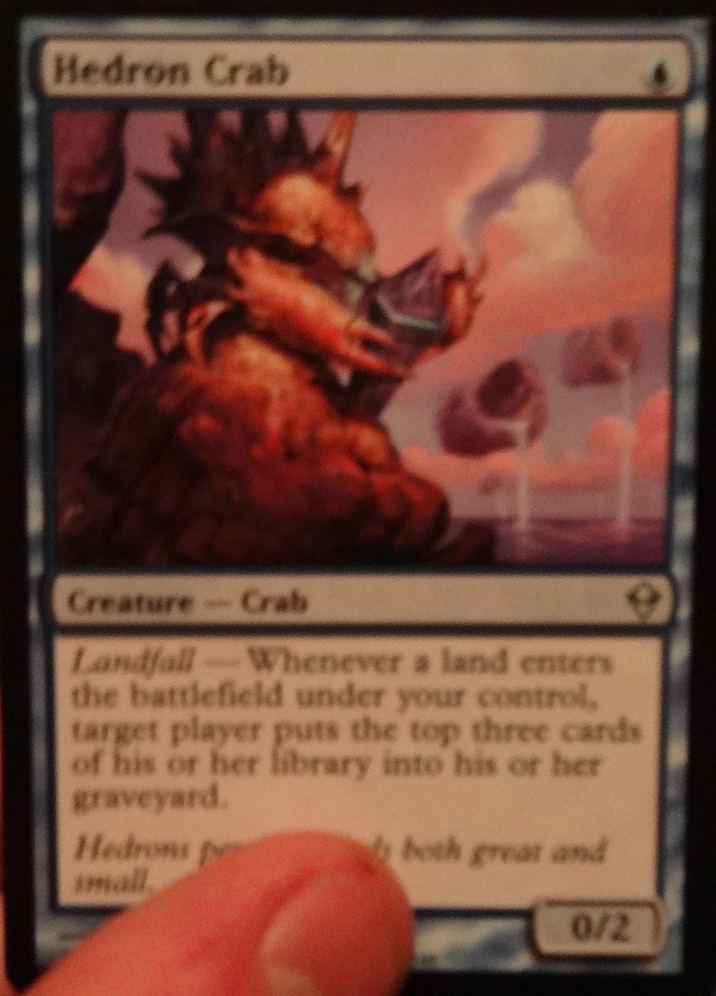 Hedron Crab
Creature — Crab
Landfall — Whenever a land enters
the battlefield under your control,
target player puts the top three cards
of his or her library into his or her
graveyard.
Hedrons both great and
small.
0/2